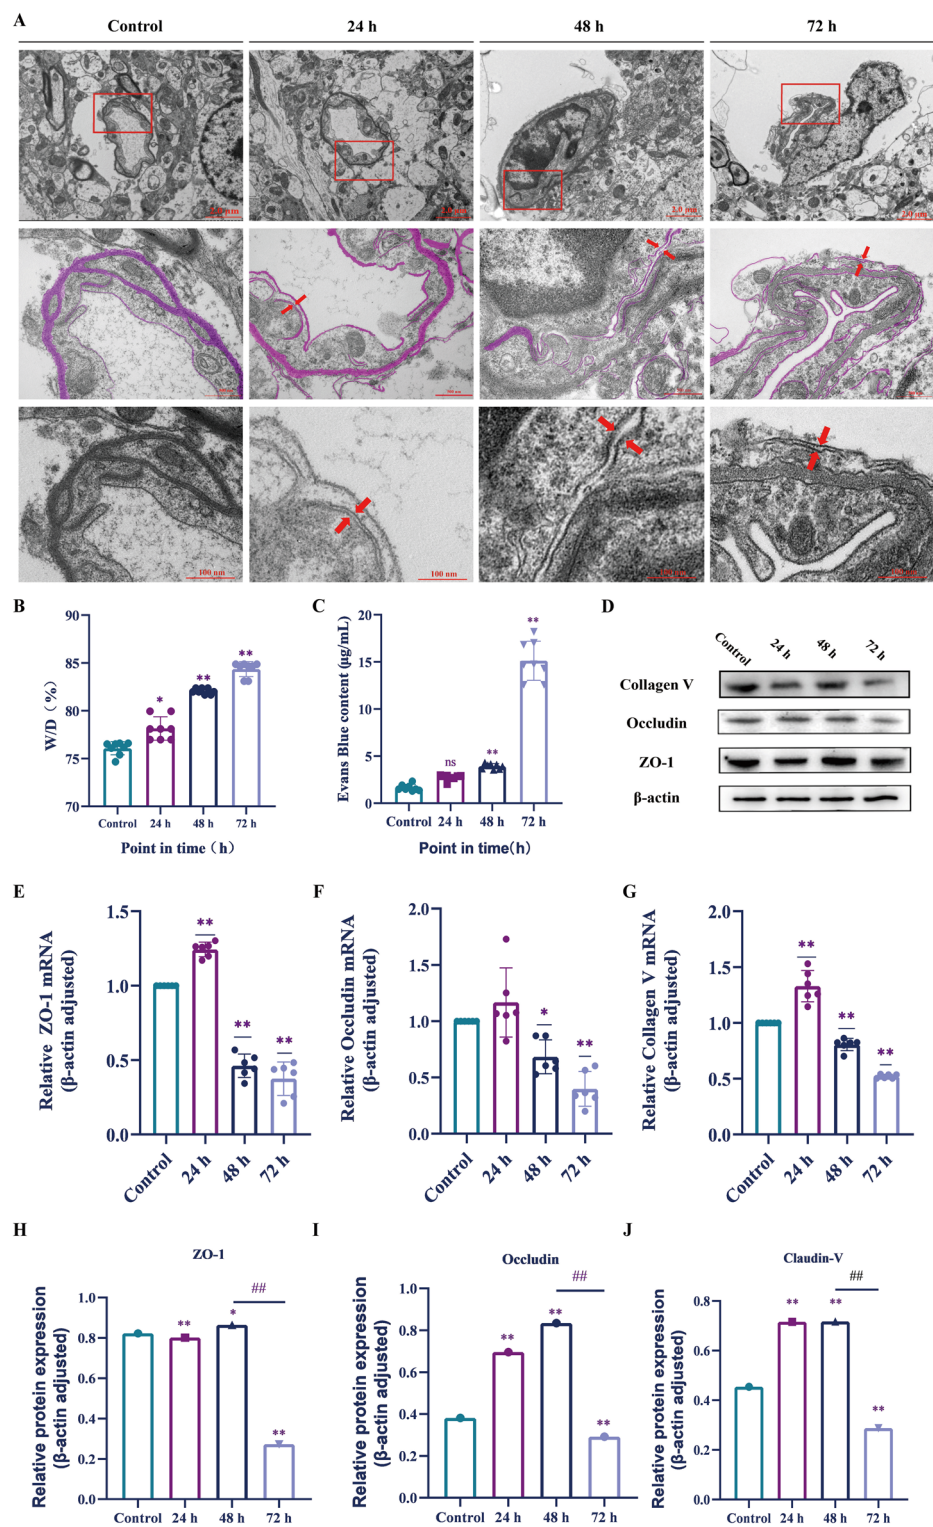 A
Control
24 h
48 h
72 h
2.0 nm
100 nm
100 nm
B
W/D（%）
90
85
80
75
70
*
**
**
Control
24 h
48 h
72 h
Point in time（h）
C
Evans Blue content (μg/mL)
20
15
10
5
0
ns
**
**
Control
24 h
48 h
72 h
Point in time(h)
D
Control
24 h
48 h
72 h
Collagen V
Occludin
ZO-1
β-actin
E
Relative ZO-1 mRNA
(β-actin adjusted)
1.5
1.0
0.5
0.0
**
**
**
Control
24 h
48 h
72 h
F
Relative Occludin mRNA
(β-actin adjusted)
2.0
1.5
1.0
0.5
0.0
*
**
Control
24 h
48 h
72 h
G
Relative Collagen V mRNA
(β-actin adjusted)
2.0
1.5
1.0
0.5
0.0
**
**
**
Control
24 h
48 h
72 h
H
ZO-1
Relative protein expression
(β-actin adjusted)
1.0
0.8
0.6
0.4
0.2
0.0
**
*
##
**
Control
24 h
48 h
72 h
I
Occludin
Relative protein expression
(β-actin adjusted)
1.0
0.8
0.6
0.4
0.2
0.0
**
**
##
**
Control
24 h
48 h
72 h
J
Claudin-V
Relative protein expression
(β-actin adjusted)
0.8
0.6
0.4
0.2
0.0
**
**
##
**
Control
24 h
48 h
72 h